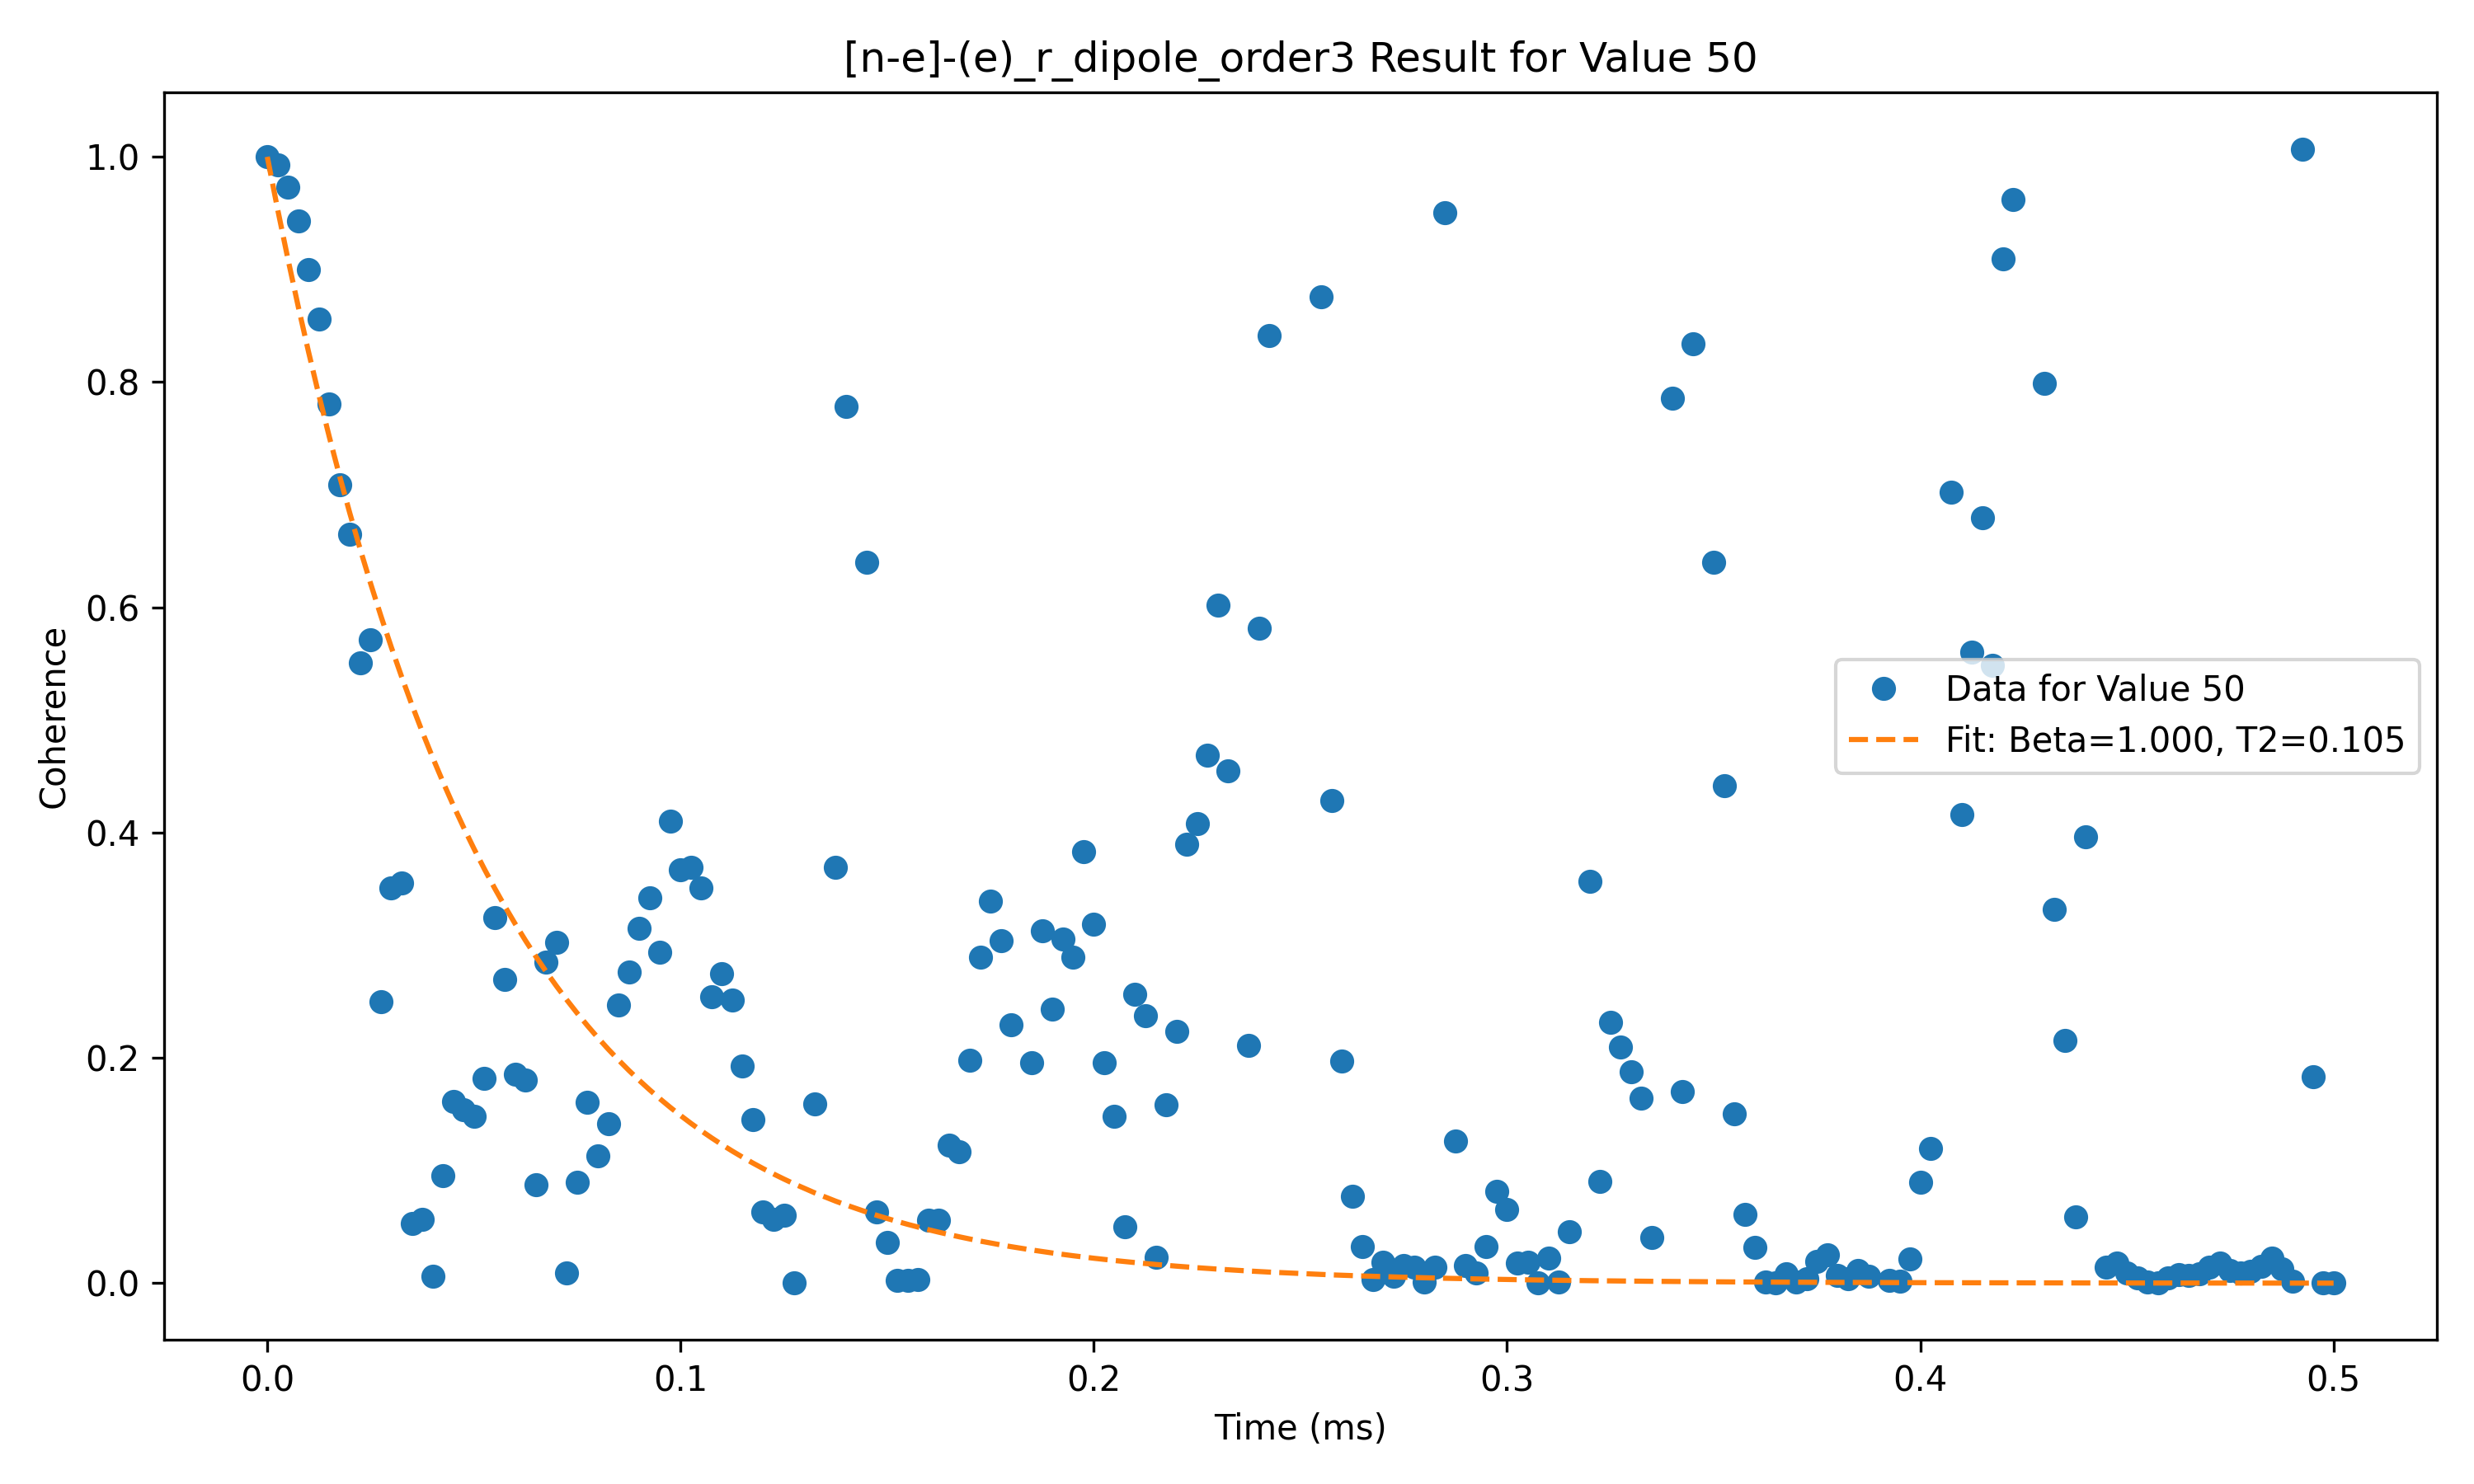 [n-e]-(e)_r_dipole_order3 Result for Value 50
Coherence
1.0
0.8
0.6
0.4
0.2
0.0
Data for Value 50
Fit: Beta=1.000, T2=0.105
0.0 0.1 0.2 0.3 0.4 0.5
Time (ms)